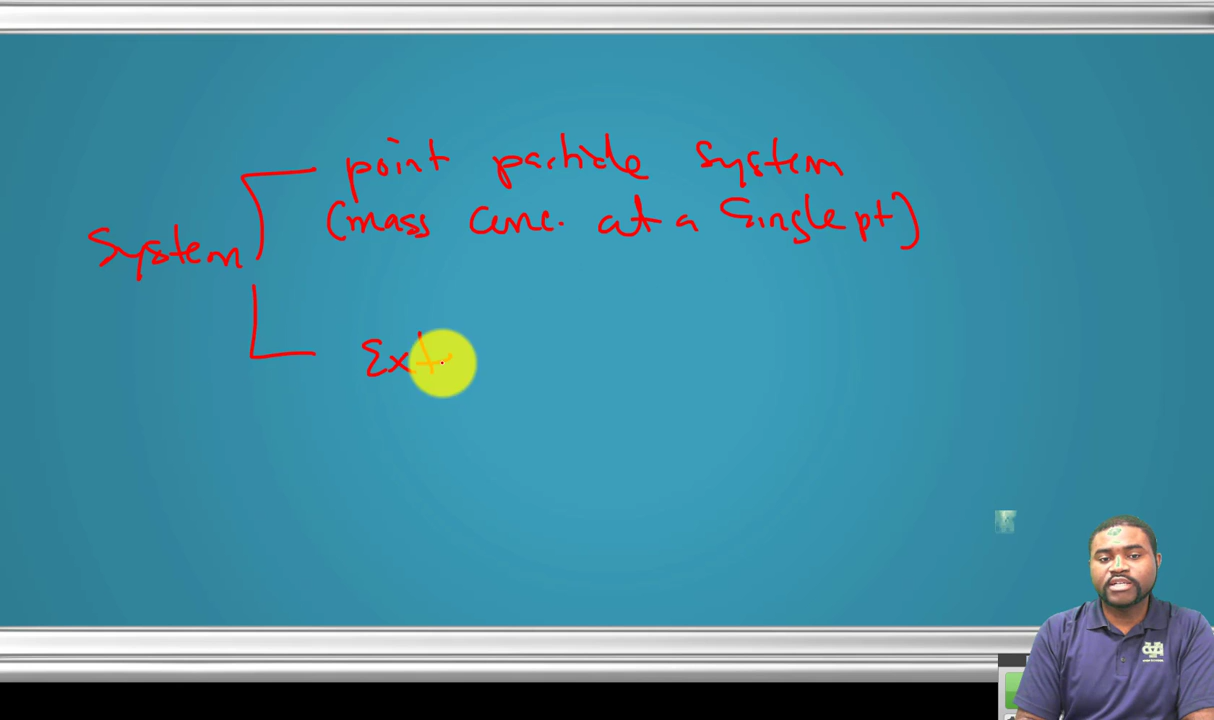 point particle system
(mass conc. at a single pt)
System
Ext